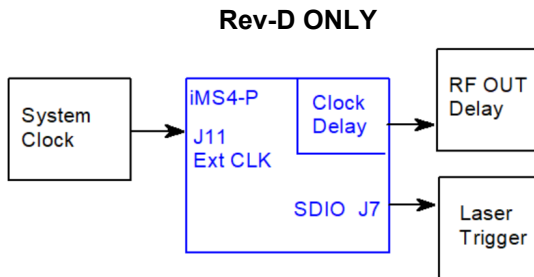 Rev-D ONLY
System
Clock
iMS4-P
J11
Ext CLK
Clock
Delay
SDIO J7
RF OUT
Delay
Laser
Trigger